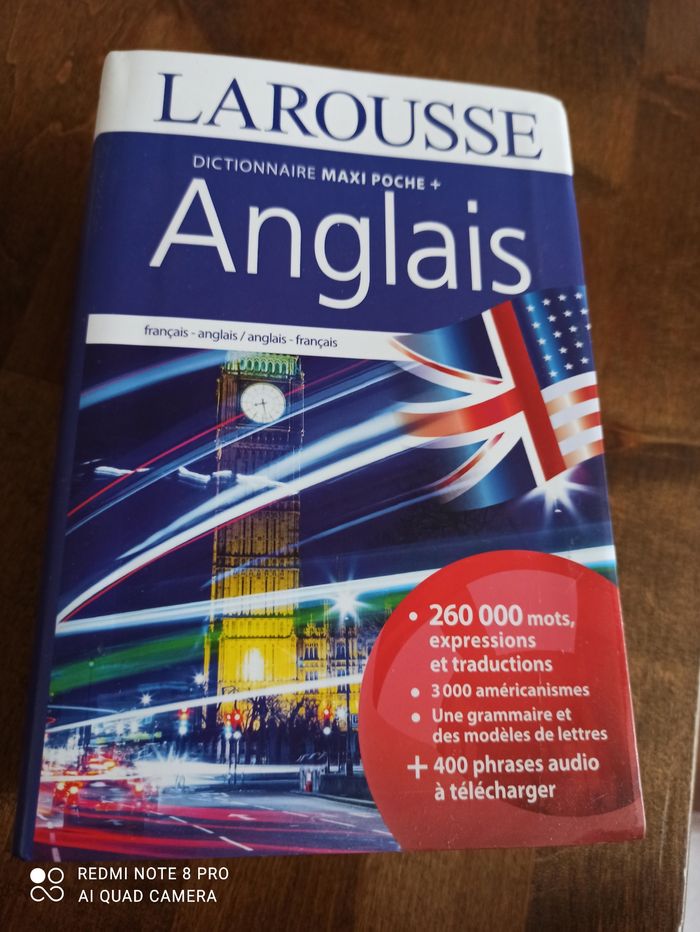 LAROUSSE
DICTIONNAIRE MAXI POCHE +
Anglais
français - anglais / anglais - français
• 260 000 mots,
expressions
et traductions
• 3 000 américanismes
• Une grammaire et
des modèles de lettres
+ 400 phrases audio
à télécharger
REDMI NOTE 8 PRO
AI QUAD CAMERA